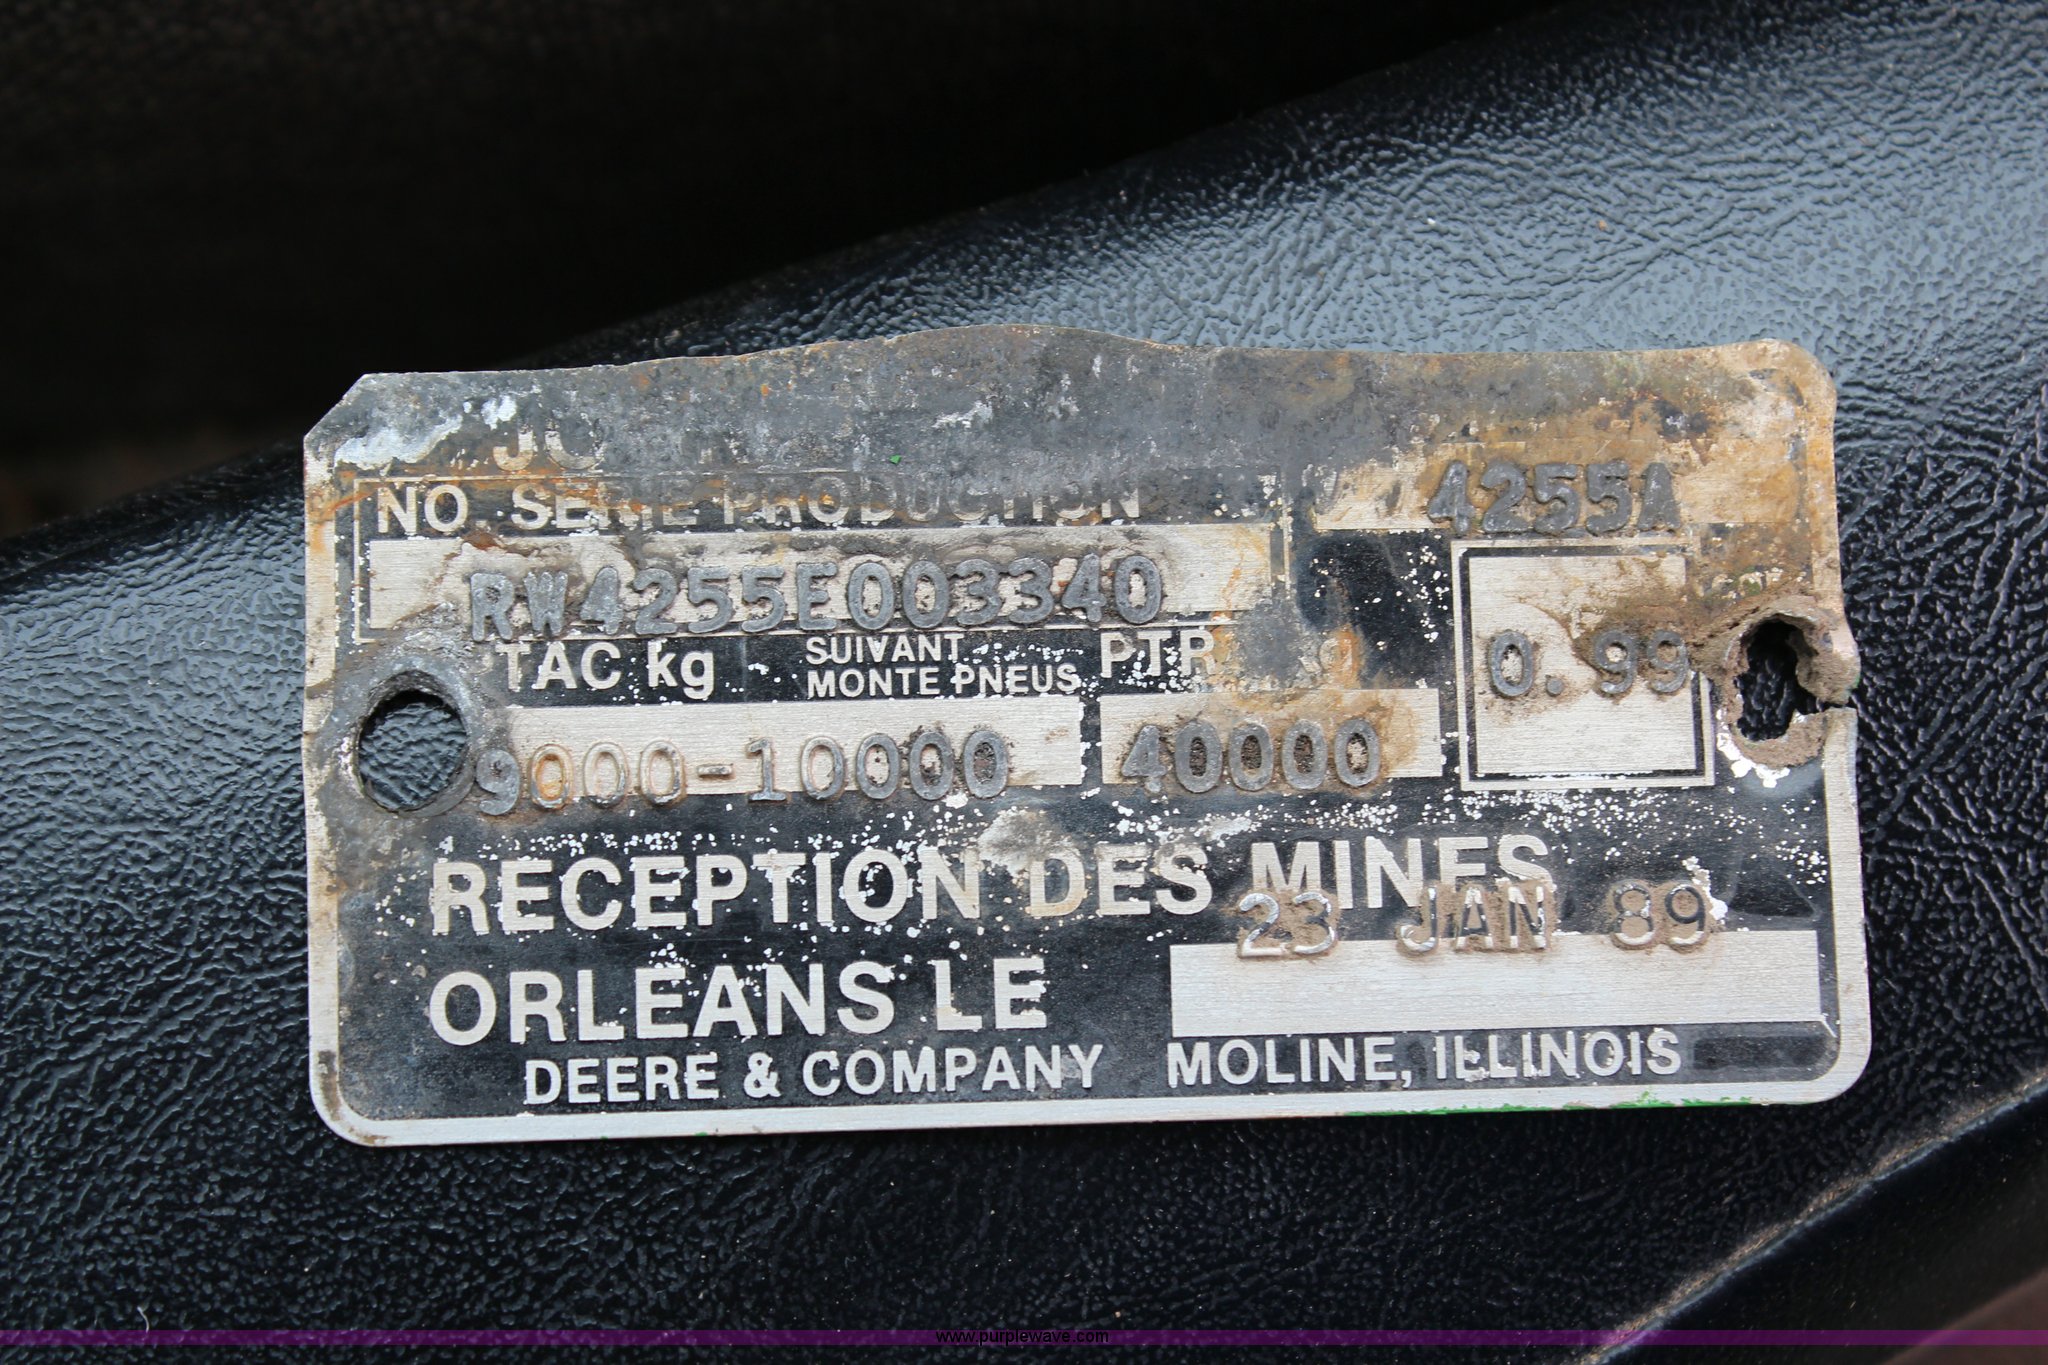 NO. SERIE PRODUCTION
4255A
RW4255E003340
TAC kg SUIVANT MONTE PNEUS PTR
0.99
9000-10000 40000
RECEPTION DES MINES
23 JAN 89
ORLEANS LE
DEERE & COMPANY MOLINE, ILLINOIS
www.purplewave.com